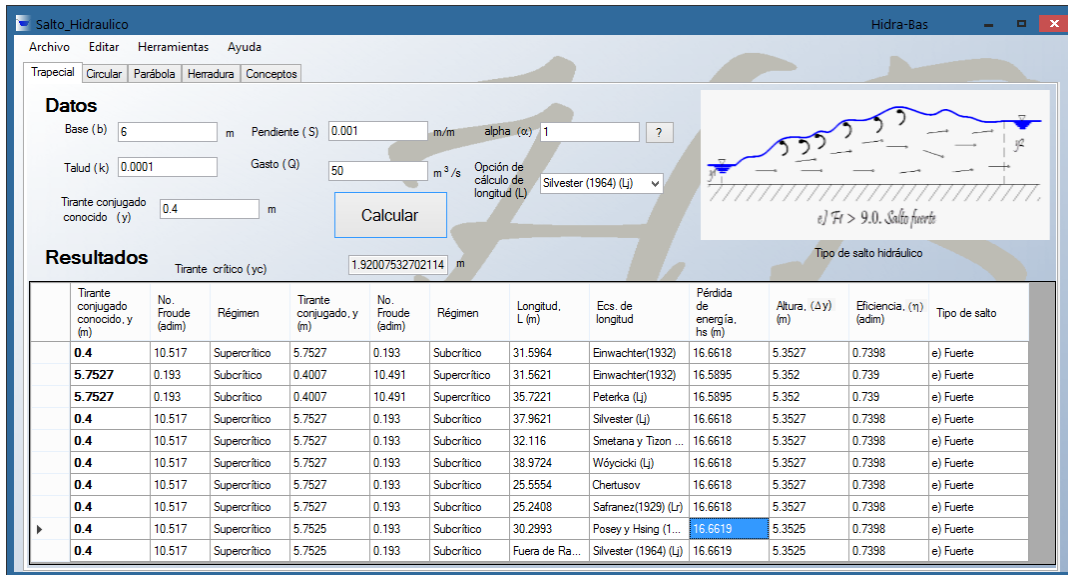 Salto_Hidraulico Hidra-Bas
Archivo Editar Herramientas Ayuda
Trapecial Circular Parábola Herradura Conceptos
Datos
Base (b) 6 m Pendiente (S) 0.001 m/m alpha (α) 1 ?
Talud (k) 0.0001 Gasto (Q) 50 m³/s Opción de cálculo de longitud (L) Silvester (1964) (Lj)
Tirante conjugado conocido (y) 0.4 m Calcular
y1 y2
e) Fr > 9.0. Salto fuerte
Tipo de salto hidráulico
HR
Resultados Tirante crítico (yc) 1.92007532702114 m
Tirante conjugado conocido, y (m) No. Froude (adim) Régimen Tirante conjugado, y (m) No. Froude (adim) Régimen Longitud, L (m) Ecs. de longitud Pérdida de energía, hs (m) Altura, (Δy) (m) Eficiencia, (η) (adim) Tipo de salto
0.4 10.517 Supercrítico 5.7527 0.193 Subcrítico 31.5964 Einwachter(1932) 16.6618 5.3527 0.7398 e) Fuerte
5.7527 0.193 Subcrítico 0.4007 10.491 Supercrítico 31.5621 Einwachter(1932) 16.5895 5.352 0.739 e) Fuerte
5.7527 0.193 Subcrítico 0.4007 10.491 Supercrítico 35.7221 Peterka (Lj) 16.5895 5.352 0.739 e) Fuerte
0.4 10.517 Supercrítico 5.7527 0.193 Subcrítico 37.9621 Silvester (Lj) 16.6618 5.3527 0.7398 e) Fuerte
0.4 10.517 Supercrítico 5.7527 0.193 Subcrítico 32.116 Smetana y Tizon ... 16.6618 5.3527 0.7398 e) Fuerte
0.4 10.517 Supercrítico 5.7527 0.193 Subcrítico 38.9724 Wóycicki (Lj) 16.6618 5.3527 0.7398 e) Fuerte
0.4 10.517 Supercrítico 5.7527 0.193 Subcrítico 25.5554 Chertusov 16.6618 5.3527 0.7398 e) Fuerte
0.4 10.517 Supercrítico 5.7527 0.193 Subcrítico 25.2408 Safranez(1929) (Lr) 16.6618 5.3527 0.7398 e) Fuerte
0.4 10.517 Supercrítico 5.7525 0.193 Subcrítico 30.2993 Posey y Hsing (1... 16.6619 5.3525 0.7398 e) Fuerte
0.4 10.517 Supercrítico 5.7525 0.193 Subcrítico Fuera de Ra... Silvester (1964) (Lj) 16.6619 5.3525 0.7398 e) Fuerte